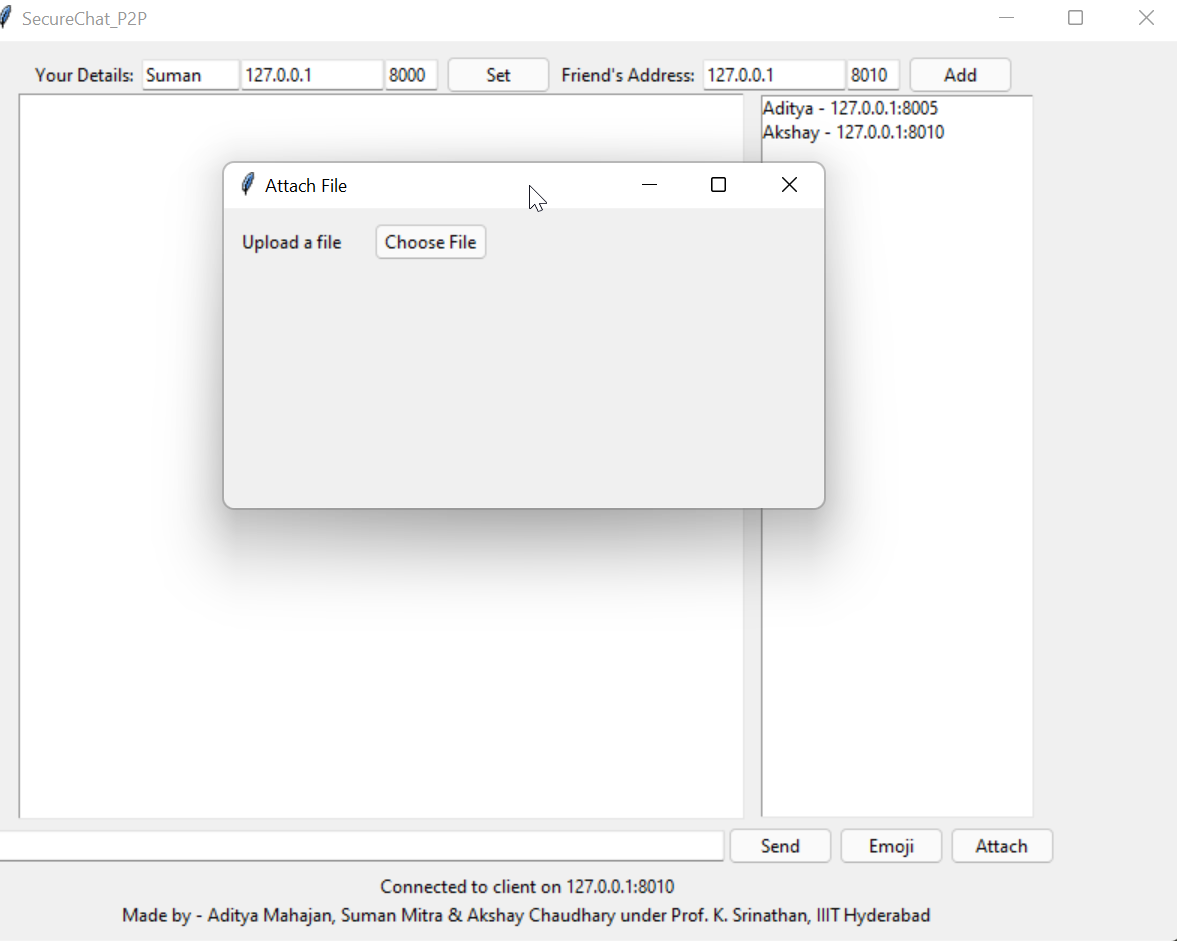 SecureChat_P2P
Your Details: Suman 127.0.0.1 8000 Set Friend's Address: 127.0.0.1 8010 Add
Aditya - 127.0.0.1:8005
Akshay - 127.0.0.1:8010
Attach File
Upload a file Choose File
Send Emoji Attach
Connected to client on 127.0.0.1:8010
Made by - Aditya Mahajan, Suman Mitra & Akshay Chaudhary under Prof. K. Srinathan, IIIT Hyderabad